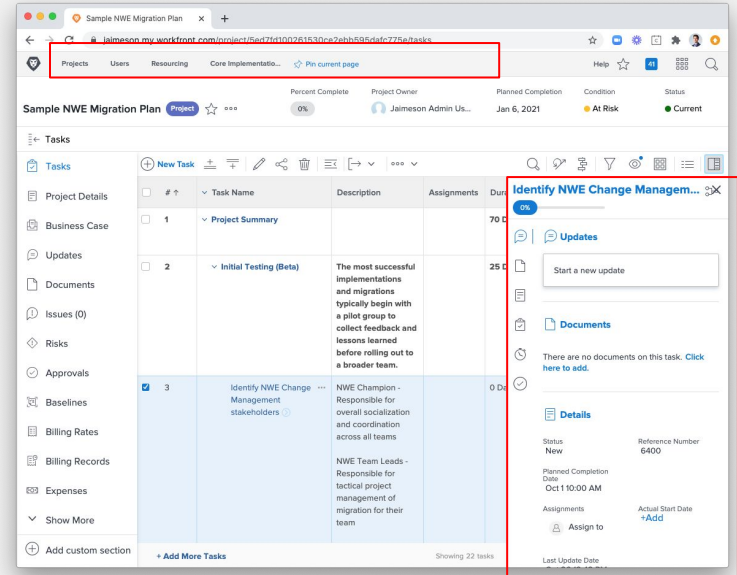 Sample NWE Migration Plan
jaimeson.my.workfront.com/project/5ed7fd100261530ce2ebb595dafc775e/tasks
Projects Users Resourcing Core Implementatio... Pin current page Help 41
Percent Complete Project Owner Planned Completion Condition Status
Sample NWE Migration Plan Project 0% Jaimeson Admin Us... Jan 6, 2021 At Risk Current
Tasks
Tasks
Project Details
Business Case
Updates
Documents
Issues (0)
Risks
Approvals
Baselines
Billing Rates
Billing Records
Expenses
Show More
Add custom section
New Task
# Task Name Description Assignments Dura
1 Project Summary 70 D
2 Initial Testing (Beta) The most successful 25 D
implementations
and migrations
typically begin with
a pilot group to
collect feedback and
lessons learned
before rolling out to
a broader team.
3 Identify NWE Change ... NWE Champion - 0 Da
Management Responsible for
stakeholders overall socialization
and coordination
across all teams
NWE Team Leads -
Responsible for
tactical project
management of
migration for their
team
+ Add More Tasks Showing 22 tasks
Identify NWE Change Managem...
0%
Updates
Start a new update
Documents
There are no documents on this task. Click
here to add.
Details
Status Reference Number
New 6400
Planned Completion
Date
Oct 1 10:00 AM
Assignments Actual Start Date
Assign to +Add
Last Update Date